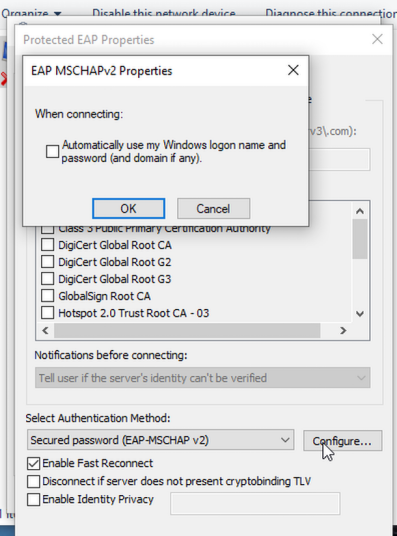 Organize Disable this network device Diagnose this connection
Protected EAP Properties
EAP MSCHAPv2 Properties
When connecting:
Automatically use my Windows logon name and
password (and domain if any).
OK Cancel
v3\.com):
Class 3 Public Primary Certification Authority
DigiCert Global Root CA
DigiCert Global Root G2
DigiCert Global Root G3
GlobalSign Root CA
Hotspot 2.0 Trust Root CA - 03
Notifications before connecting:
Tell user if the server's identity can't be verified
Select Authentication Method:
Secured password (EAP-MSCHAP v2) Configure...
Enable Fast Reconnect
Disconnect if server does not present cryptobinding TLV
Enable Identity Privacy